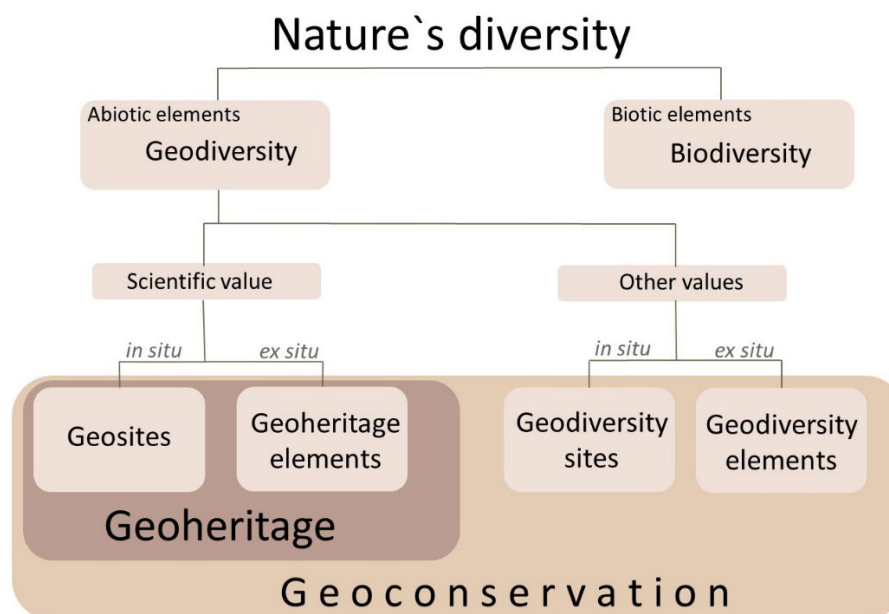 Nature`s diversity
Abiotic elements
Geodiversity
Biotic elements
Biodiversity
Scientific value
Other values
in situ
ex situ
in situ
ex situ
Geosites
Geoheritage
elements
Geodiversity
sites
Geodiversity
elements
Geoheritage
Geoconservation